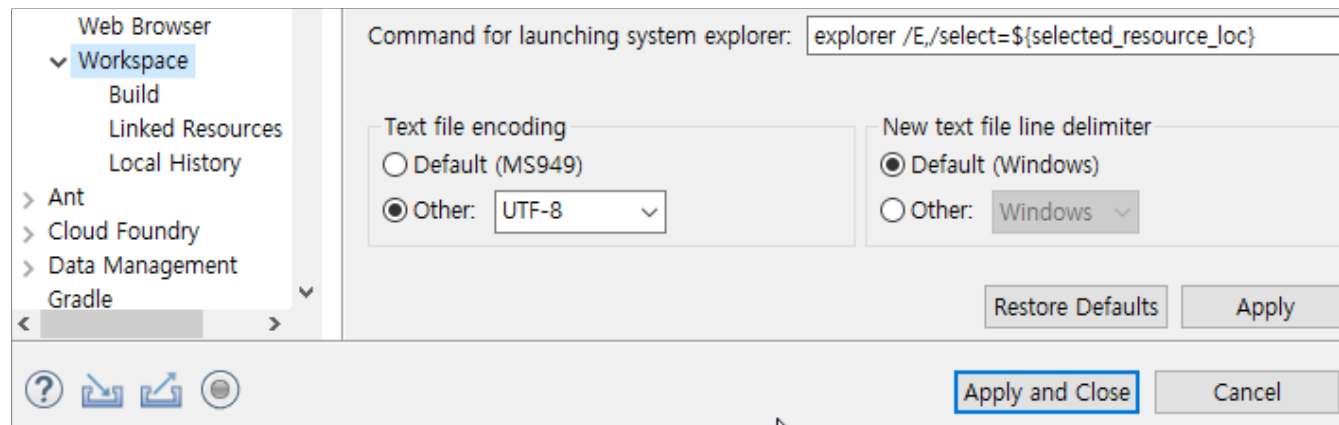 Web Browser
Workspace
Build
Linked Resources
Local History
Ant
Cloud Foundry
Data Management
Gradle
Command for launching system explorer: explorer /E,/select=${selected_resource_loc}
Text file encoding
Default (MS949)
Other: UTF-8
New text file line delimiter
Default (Windows)
Other: Windows
Restore Defaults Apply
Apply and Close Cancel